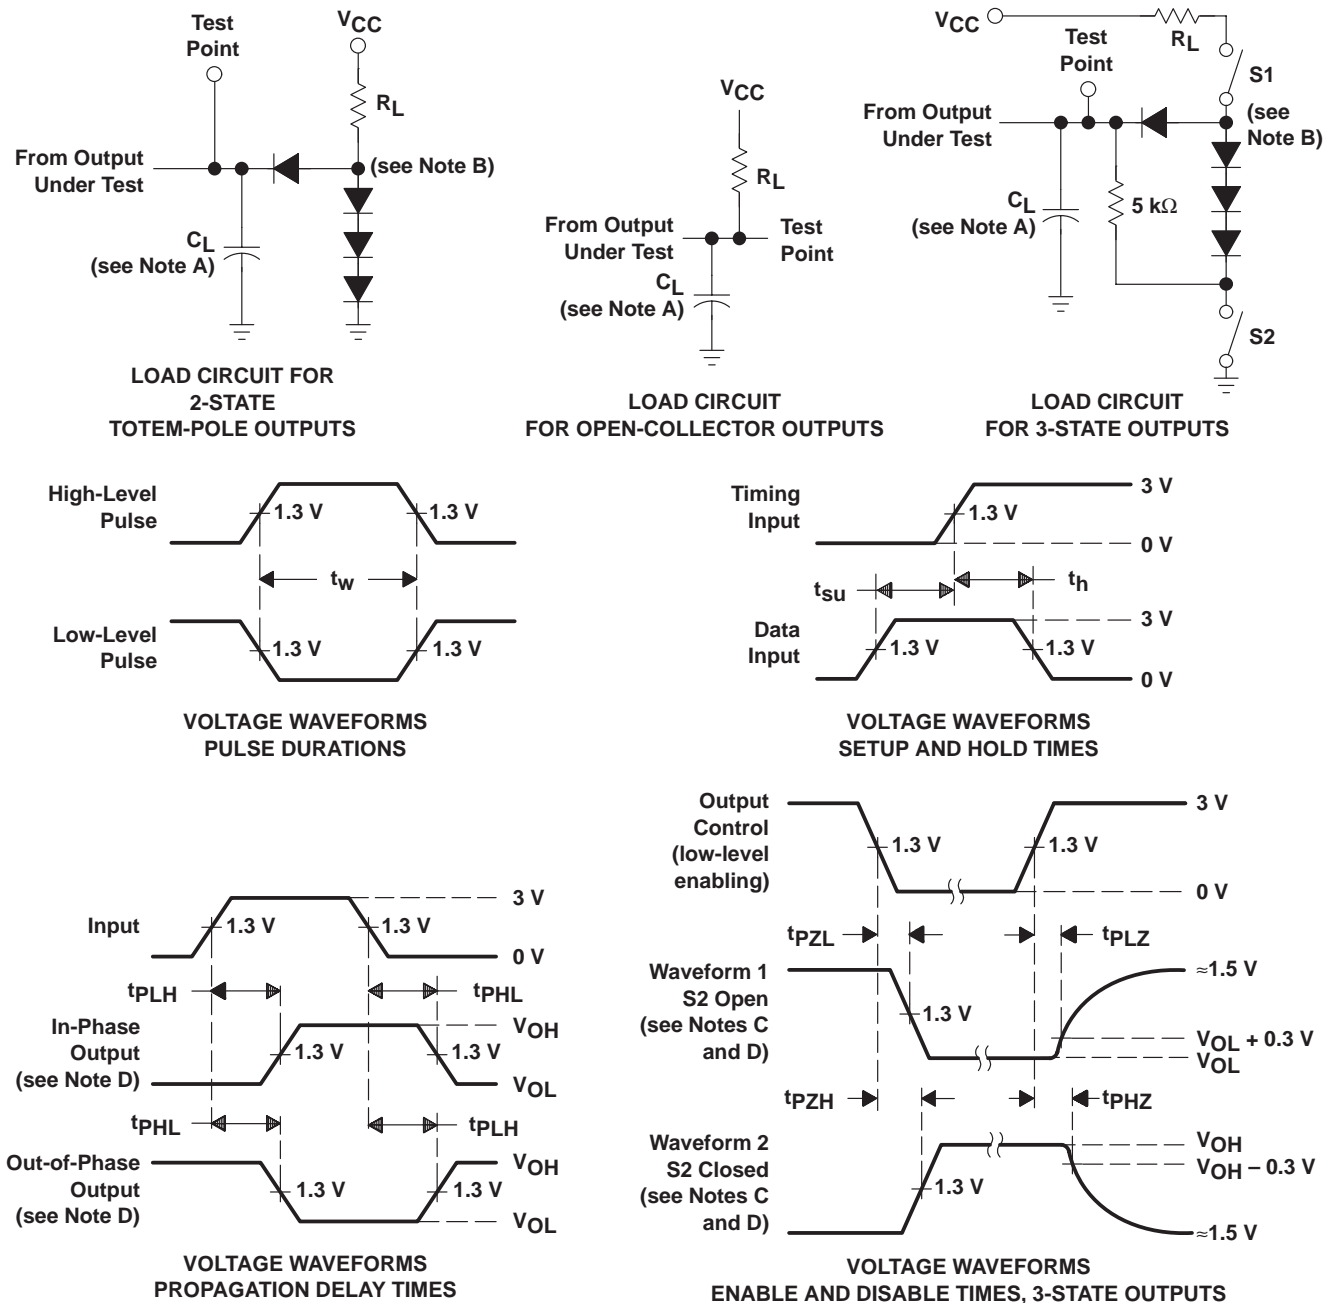 Test
Point
VCC
RL
From Output
Under Test
(see Note B)
CL
(see Note A)
LOAD CIRCUIT FOR
2-STATE
TOTEM-POLE OUTPUTS
VCC
RL
From Output
Under Test
Test
Point
CL
(see Note A)
LOAD CIRCUIT
FOR OPEN-COLLECTOR OUTPUTS
VCC
RL
Test
Point
S1
From Output
Under Test
(see
Note B)
CL
(see Note A)
5 kΩ
S2
LOAD CIRCUIT
FOR 3-STATE OUTPUTS
High-Level
Pulse
1.3 V
1.3 V
tw
Low-Level
Pulse
1.3 V
1.3 V
VOLTAGE WAVEFORMS
PULSE DURATIONS
Timing
Input
1.3 V
3 V
0 V
tsu
th
Data
Input
1.3 V
1.3 V
3 V
0 V
VOLTAGE WAVEFORMS
SETUP AND HOLD TIMES
Input
1.3 V
1.3 V
3 V
0 V
tPLH
tPHL
In-Phase
Output
(see Note D)
1.3 V
1.3 V
VOH
VOL
tPHL
tPLH
Out-of-Phase
Output
(see Note D)
1.3 V
1.3 V
VOH
VOL
VOLTAGE WAVEFORMS
PROPAGATION DELAY TIMES
Output
Control
(low-level
enabling)
1.3 V
1.3 V
3 V
0 V
tPZL
tPLZ
Waveform 1
S2 Open
(see Notes C
and D)
1.3 V
≈1.5 V
VOL + 0.3 V
VOL
tPZH
tPHZ
Waveform 2
S2 Closed
(see Notes C
and D)
1.3 V
VOH
VOH – 0.3 V
≈1.5 V
VOLTAGE WAVEFORMS
ENABLE AND DISABLE TIMES, 3-STATE OUTPUTS